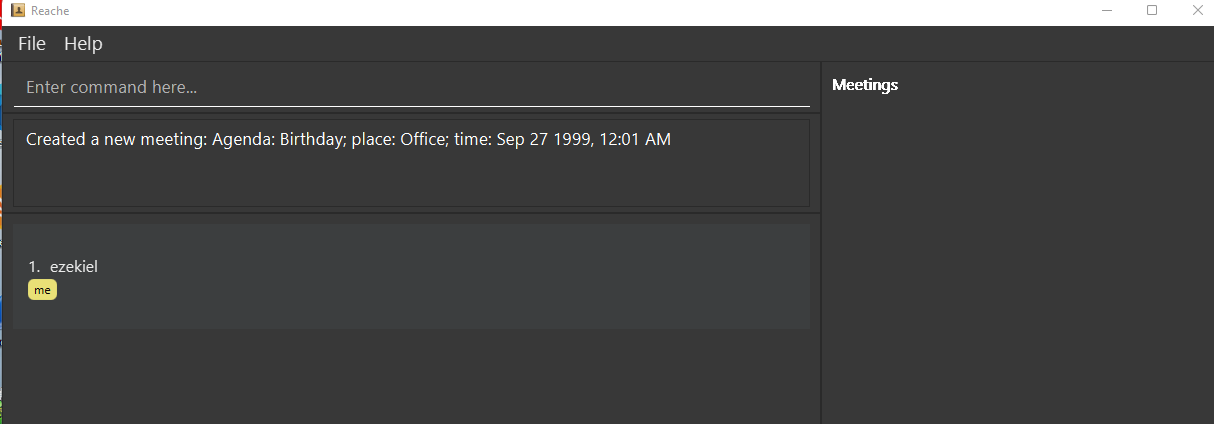 Reache
File Help
Enter command here...
Meetings
Created a new meeting: Agenda: Birthday; place: Office; time: Sep 27 1999, 12:01 AM
1. ezekiel
me